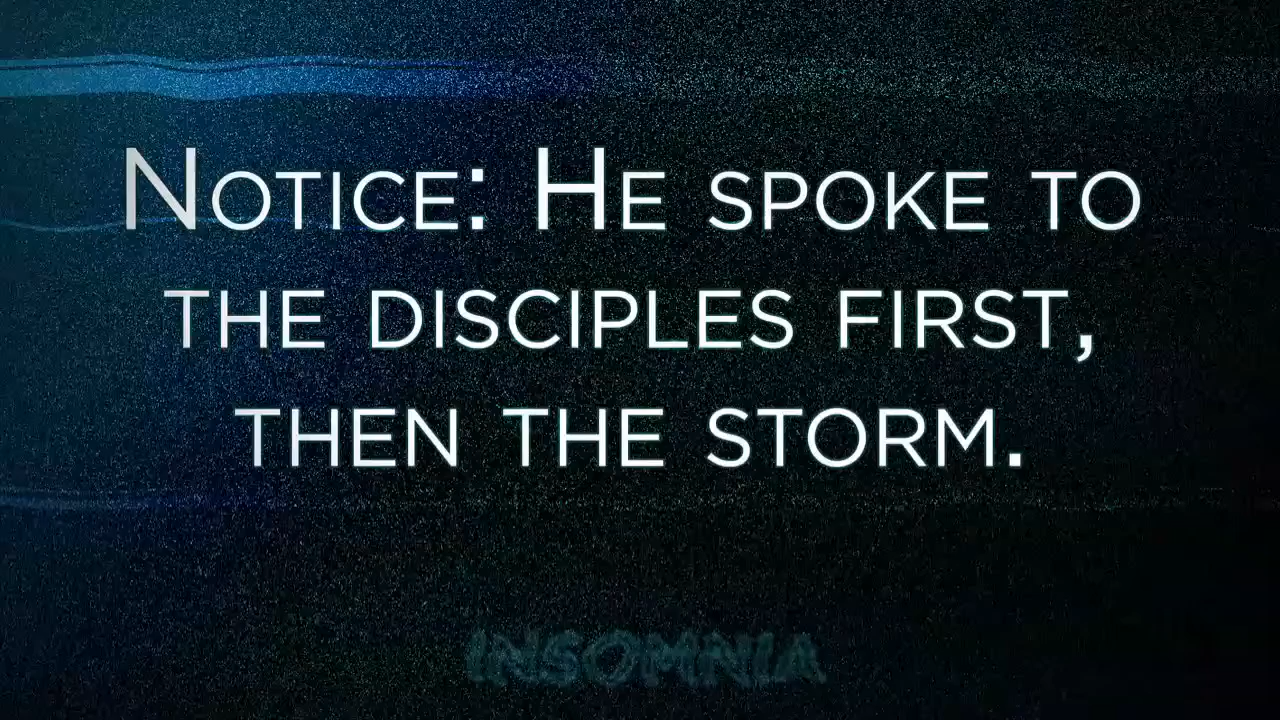 Notice: He spoke to
the disciples first,
then the storm.
INSOMNIA